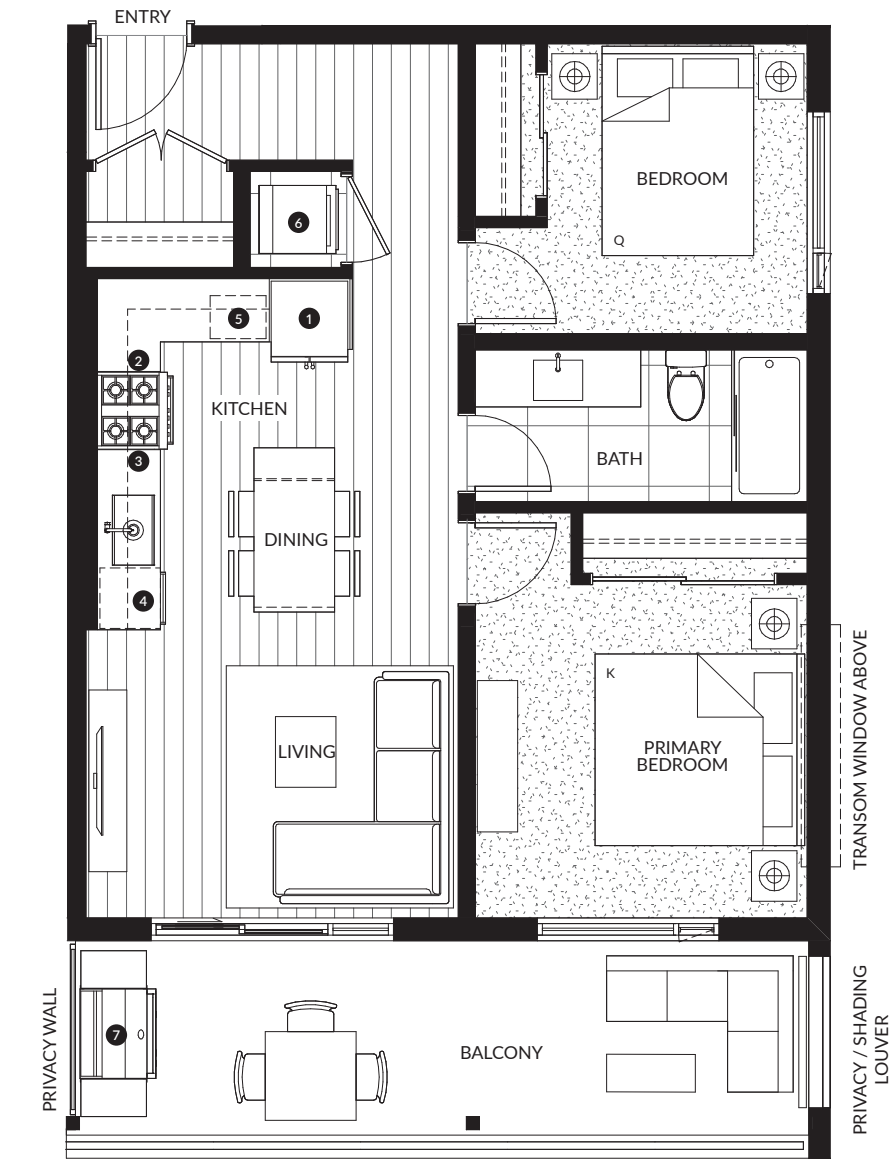 ENTRY
BEDROOM
Q
6
5
1
2
KITCHEN
3
BATH
DINING
4
K
LIVING
PRIMARY
BEDROOM
TRANSOM WINDOW ABOVE
PRIVACY WALL
7
BALCONY
PRIVACY / SHADING
LOUVER